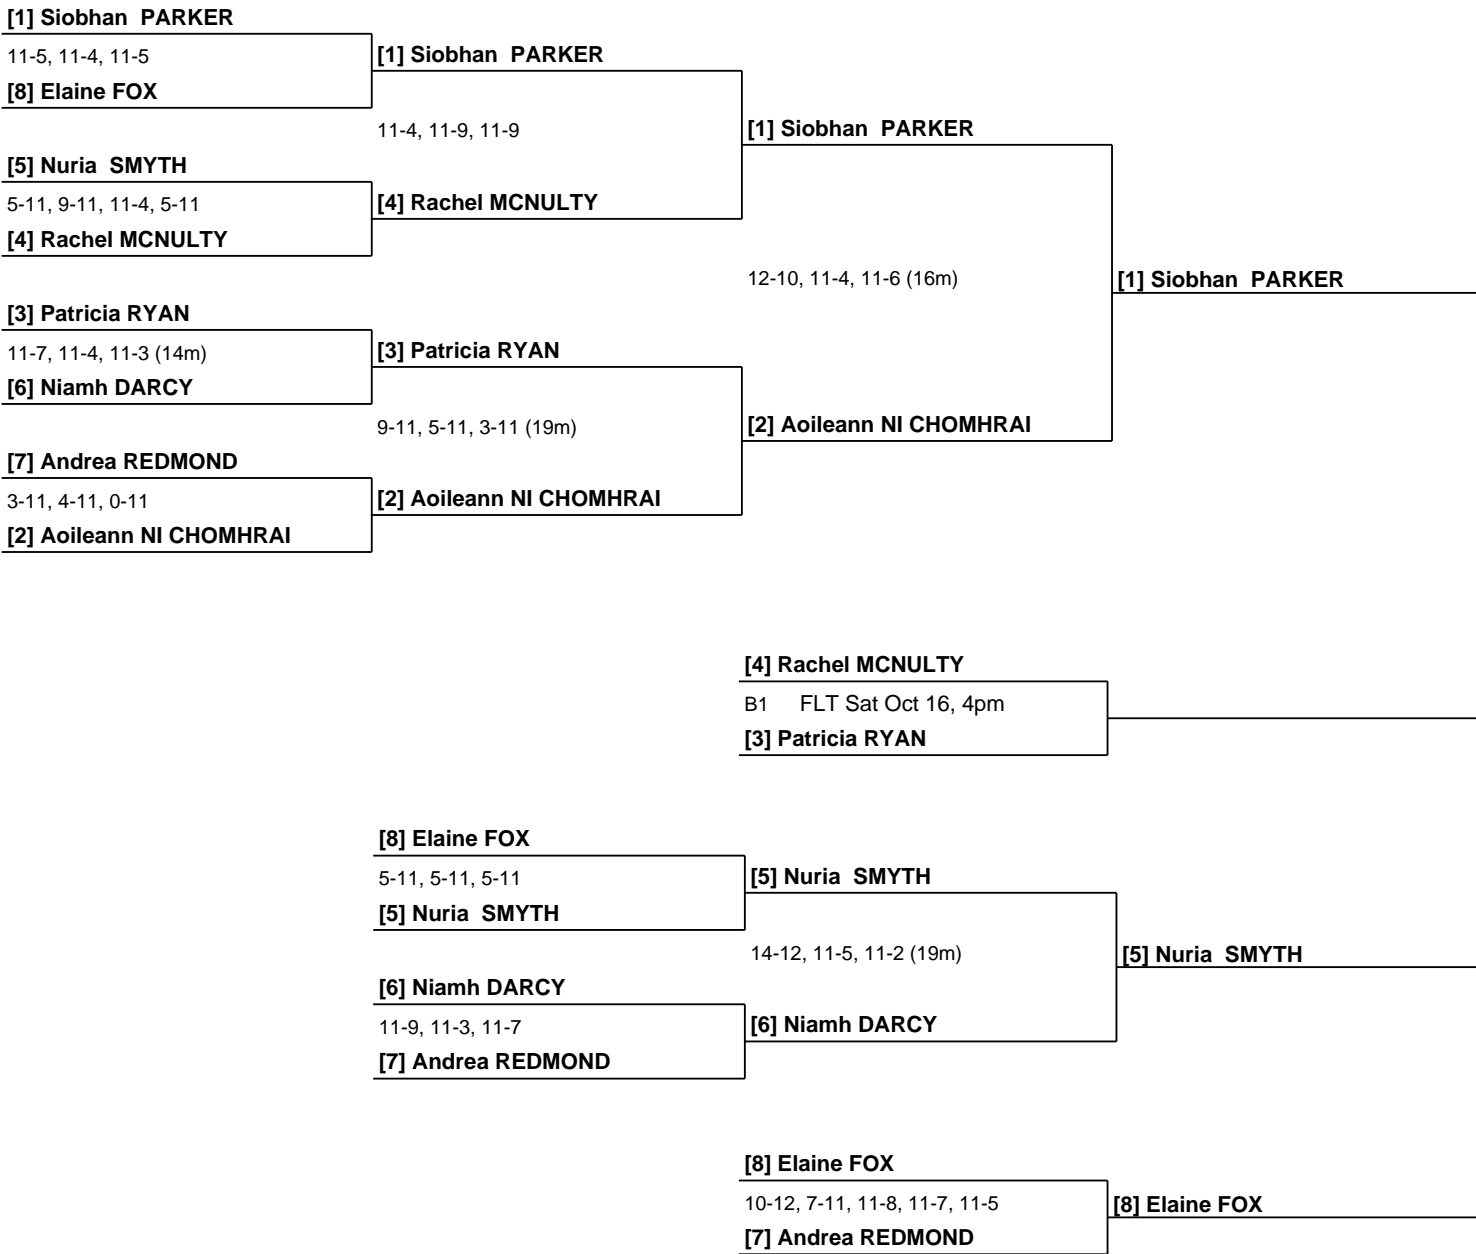 [1] Siobhan  PARKER
11-5, 11-4, 11-5
[8] Elaine FOX
[1] Siobhan  PARKER
11-4, 11-9, 11-9
[5] Nuria  SMYTH
5-11, 9-11, 11-4, 5-11
[4] Rachel MCNULTY
[4] Rachel MCNULTY
[1] Siobhan  PARKER
12-10, 11-4, 11-6 (16m)
[1] Siobhan  PARKER
[3] Patricia RYAN
11-7, 11-4, 11-3 (14m)
[6] Niamh DARCY
[3] Patricia RYAN
9-11, 5-11, 3-11 (19m)
[2] Aoileann NI CHOMHRAI
[7] Andrea REDMOND
3-11, 4-11, 0-11
[2] Aoileann NI CHOMHRAI
[2] Aoileann NI CHOMHRAI
[4] Rachel MCNULTY
B1 FLT Sat Oct 16, 4pm
[3] Patricia RYAN
[8] Elaine FOX
5-11, 5-11, 5-11
[5] Nuria  SMYTH
[5] Nuria  SMYTH
14-12, 11-5, 11-2 (19m)
[5] Nuria  SMYTH
[6] Niamh DARCY
11-9, 11-3, 11-7
[7] Andrea REDMOND
[6] Niamh DARCY
[8] Elaine FOX
10-12, 7-11, 11-8, 11-7, 11-5
[7] Andrea REDMOND
[8] Elaine FOX